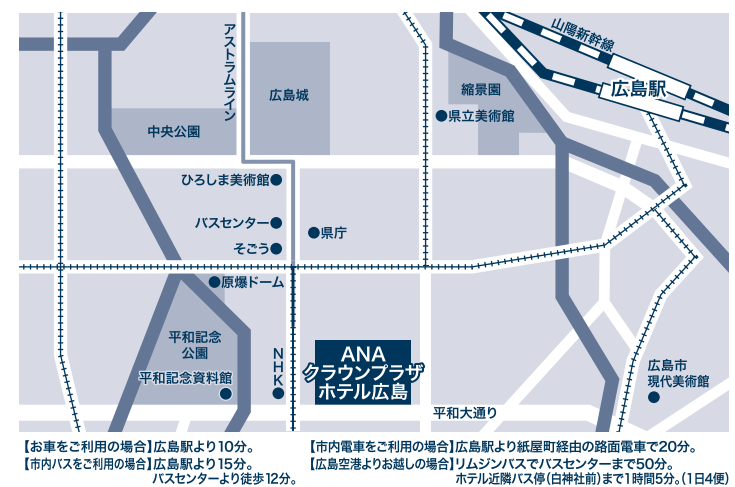 山陽新幹線
広島駅
アストラムライン
広島城
縮景園
県立美術館
中央公園
ひろしま美術館
バスセンター
県庁
そごう
原爆ドーム
平和記念
公園
平和記念資料館
NHK
ANA
クラウンプラザ
ホテル広島
広島市
現代美術館
平和大通り
【お車をご利用の場合】広島駅より10分。
【市内バスをご利用の場合】広島駅より15分。
バスセンターより徒歩12分。
【市内電車をご利用の場合】広島駅より紙屋町経由の路面電車で20分。
【広島空港よりお越しの場合】リムジンバスでバスセンターまで50分。
ホテル近隣バス停(白神社前)まで1時間5分。(1日4便)